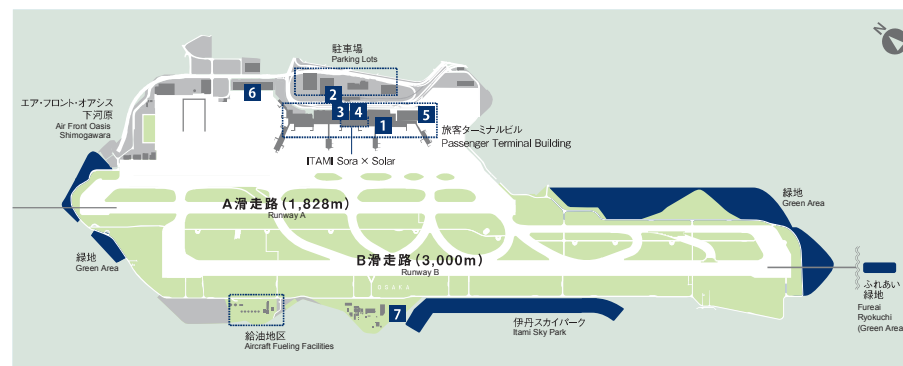 N
駐車場
Parking Lots
エア・フロント・オアシス
下河原
Air Front Oasis
Shimogawara
6
2
3
4
1
5
旅客ターミナルビル
Passenger Terminal Building
ITAMI Sora × Solar
A滑走路（1,828m）
Runway A
緑地
Green Area
緑地
Green Area
B滑走路（3,000m）
Runway B
OSAKA
ふれあい
緑地
Fureai
Ryokuchi
(Green Area
7
給油地区
Aircraft Fueling Facilities
伊丹スカイパーク
Itami Sky Park